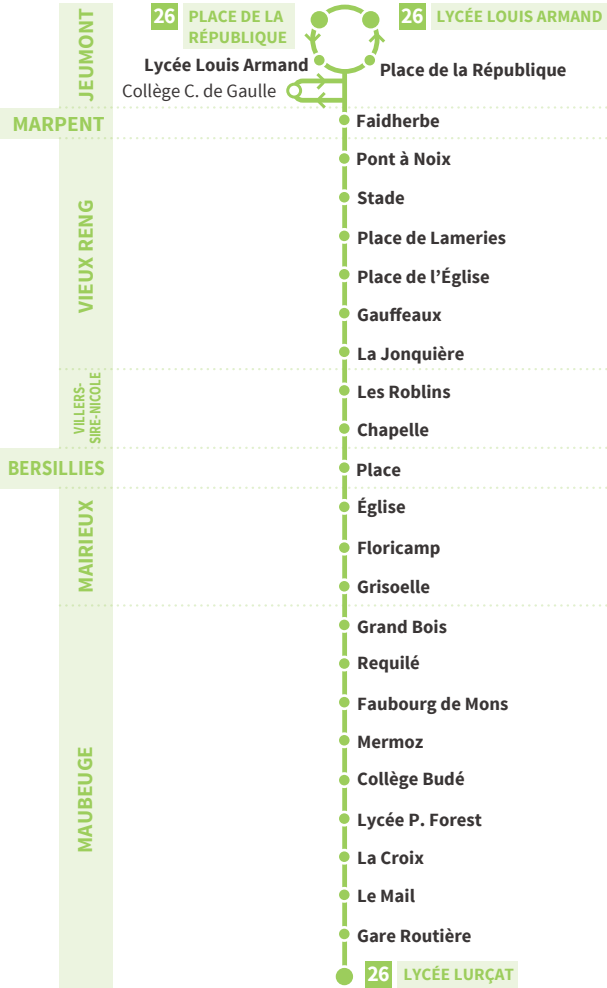 26 PLACE DE LA
RÉPUBLIQUE
26 LYCÉE LOUIS ARMAND
JEUMONT
Lycée Louis Armand
Place de la République
Collège C. de Gaulle
MARPENT
Faidherbe
VIEUX RENG
Pont à Noix
Stade
Place de Lameries
Place de l’Église
Gauffeaux
La Jonquière
VILLERS-
SIRE-NICOLE
Les Roblins
Chapelle
BERSILLIES
Place
MAIRIEUX
Église
Floricamp
Grisoelle
MAUBEUGE
Grand Bois
Requilé
Faubourg de Mons
Mermoz
Collège Budé
Lycée P. Forest
La Croix
Le Mail
Gare Routière
26 LYCÉE LURÇAT